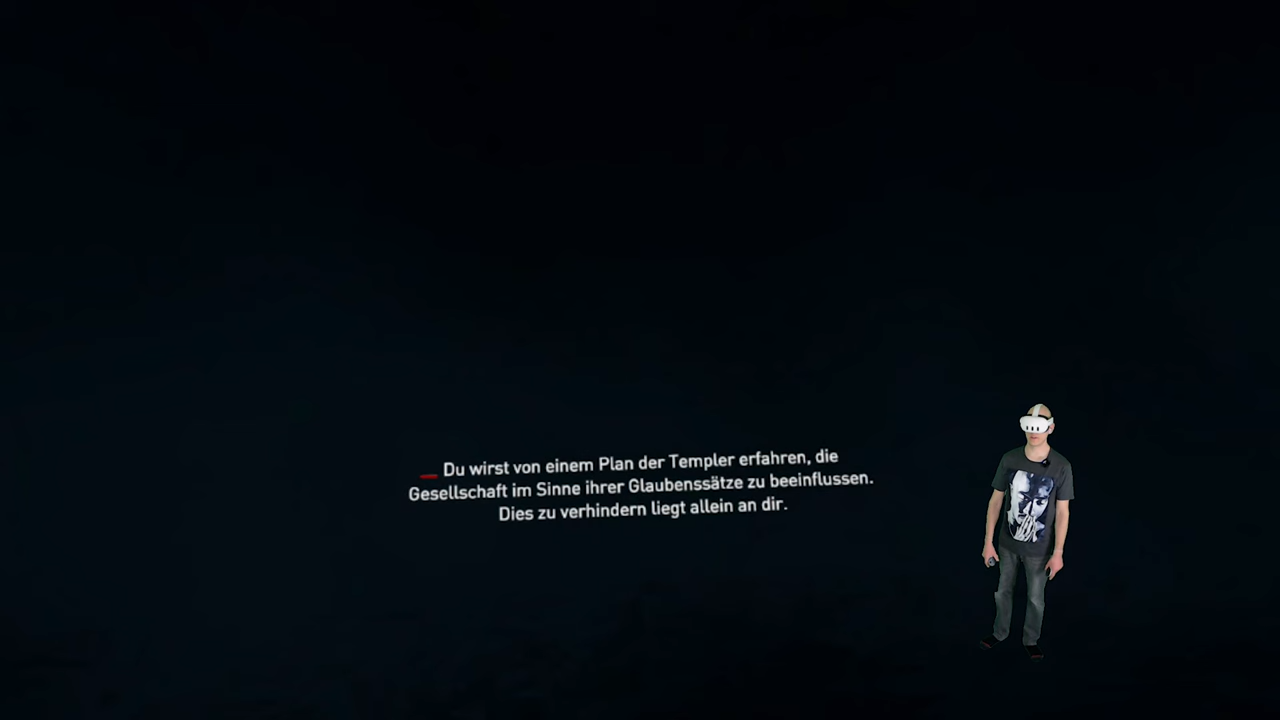 Du wirst von einem Plan der Templer erfahren, die
Gesellschaft im Sinne ihrer Glaubenssätze zu beeinflussen.
Dies zu verhindern liegt allein an dir.